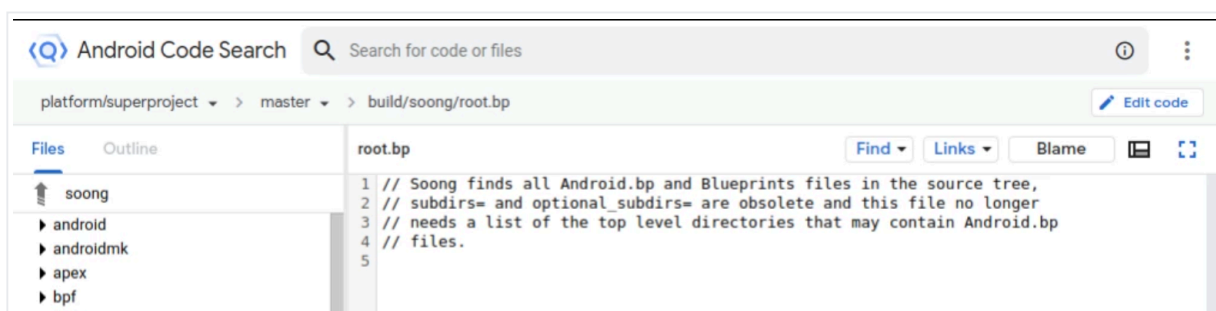 Android Code Search
Search for code or files
platform/superproject > master > build/soong/root.bp
Edit code
Files Outline
root.bp
Find Links Blame
soong
android
androidmk
apex
bpf
1 // Soong finds all Android.bp and Blueprints files in the source tree,
2 // subdirs= and optional_subdirs= are obsolete and this file no longer
3 // needs a list of the top level directories that may contain Android.bp
4 // files.
5